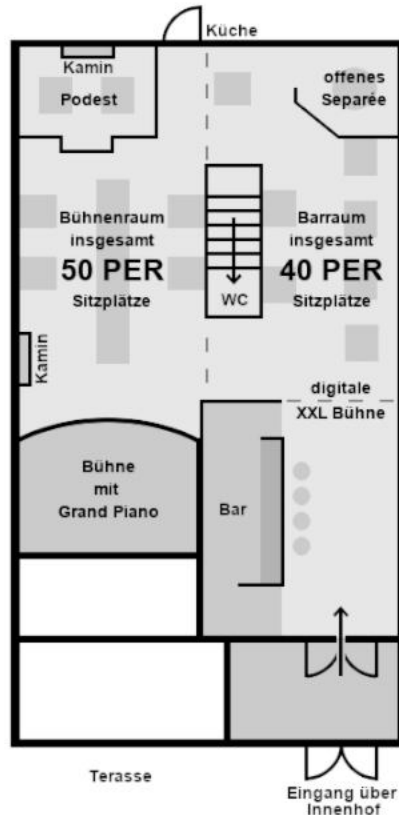 Küche
Kamin
Podest
offenes
Separée
Bühnenraum
insgesamt
50 PER
Sitzplätze
Barraum
insgesamt
40 PER
Sitzplätze
WC
Kamin
digitale
XXL Bühne
Bühne
mit
Grand Piano
Bar
Terasse
Eingang über
Innenhof